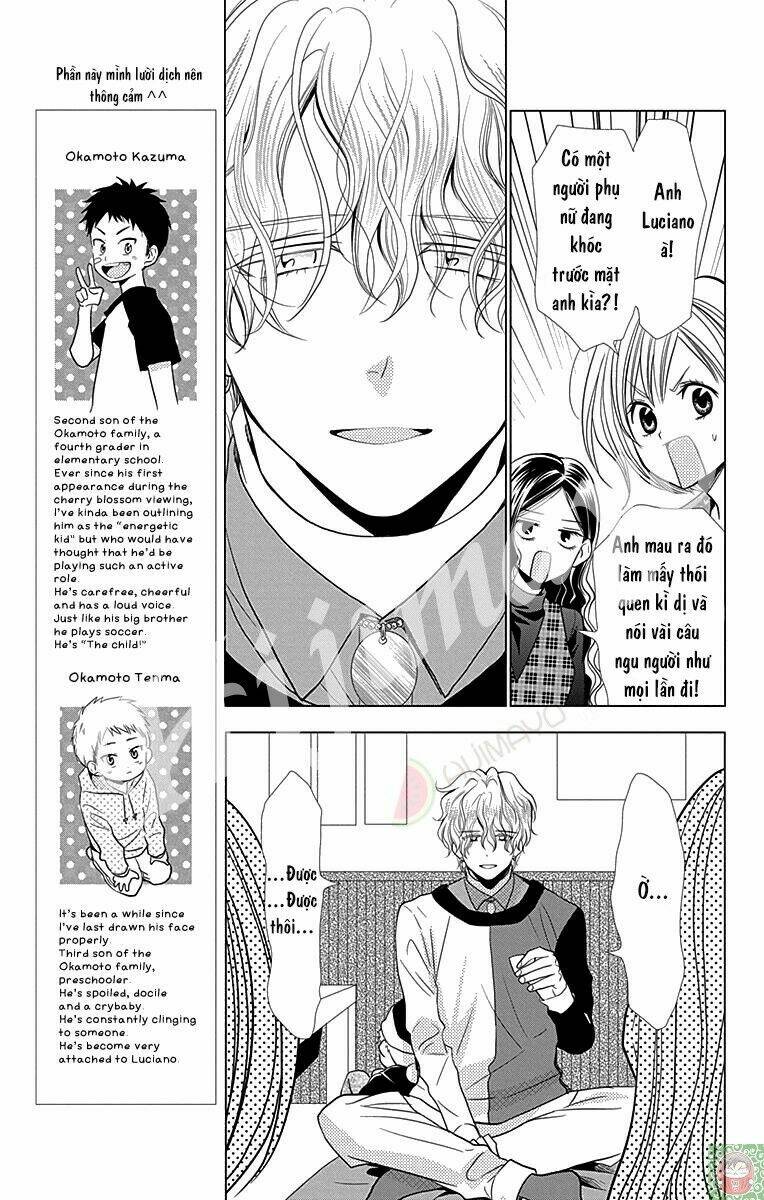 Phần này mình lười dịch nên
thông cảm ^^
Okamoto Kazuma
Second son of the
Okamoto family, a
fourth grader in
elementary school.
Ever since his first
appearance during the
cherry blossom viewing,
I've kinda been outlining
him as the "energetic
kid" but who would have
thought that he'd be
playing such an active
role.
He's carefree, cheerful
and has a loud voice.
Just like his big brother
he plays soccer.
He's "The child!"
Okamoto Tenma
It's been a while since
I've last drawn his face
properly.
Third son of the
Okamoto family,
preschooler.
He's spoiled, docile
and a crybaby.
He's constantly clinging
to someone.
He's become very
attached to Luciano.
Anh
Luciano
à!
Có một
người phụ
nữ đang
khóc
trước mặt
anh kìa?!
Anh mau ra đó
làm mấy thói
quen kì dị và
nói vài câu
ngu người như
mọi lần đi!
Ờ...
...Được
...Được
thôi...
QUIMAYO